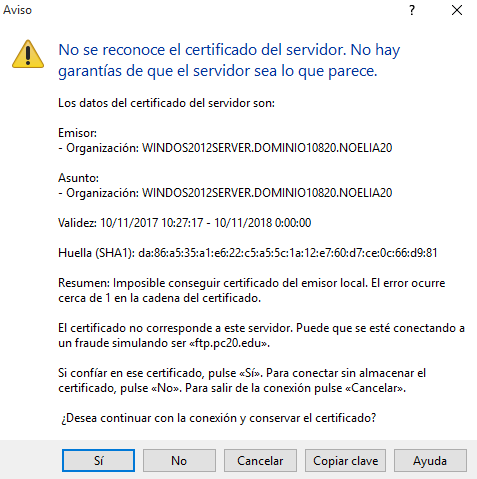 Aviso
?
No se reconoce el certificado del servidor. No hay
garantías de que el servidor sea lo que parece.
Los datos del certificado del servidor son:
Emisor:
- Organización: WINDOS2012SERVER.DOMINIO10820.NOELIA20
Asunto:
- Organización: WINDOS2012SERVER.DOMINIO10820.NOELIA20
Validez: 10/11/2017 10:27:17 - 10/11/2018 0:00:00
Huella (SHA1): da:86:a5:35:a1:e6:22:c5:a5:5c:1a:12:e7:60:d7:ce:0c:66:d9:81
Resumen: Imposible conseguir certificado del emisor local. El error ocurre
cerca de 1 en la cadena del certificado.
El certificado no corresponde a este servidor. Puede que se esté conectando a
un fraude simulando ser «ftp.pc20.edu».
Si confíar en ese certificado, pulse «Sí». Para conectar sin almacenar el
certificado, pulse «No». Para salir de la conexión pulse «Cancelar».
¿Desea continuar con la conexión y conservar el certificado?
Sí
No
Cancelar
Copiar clave
Ayuda